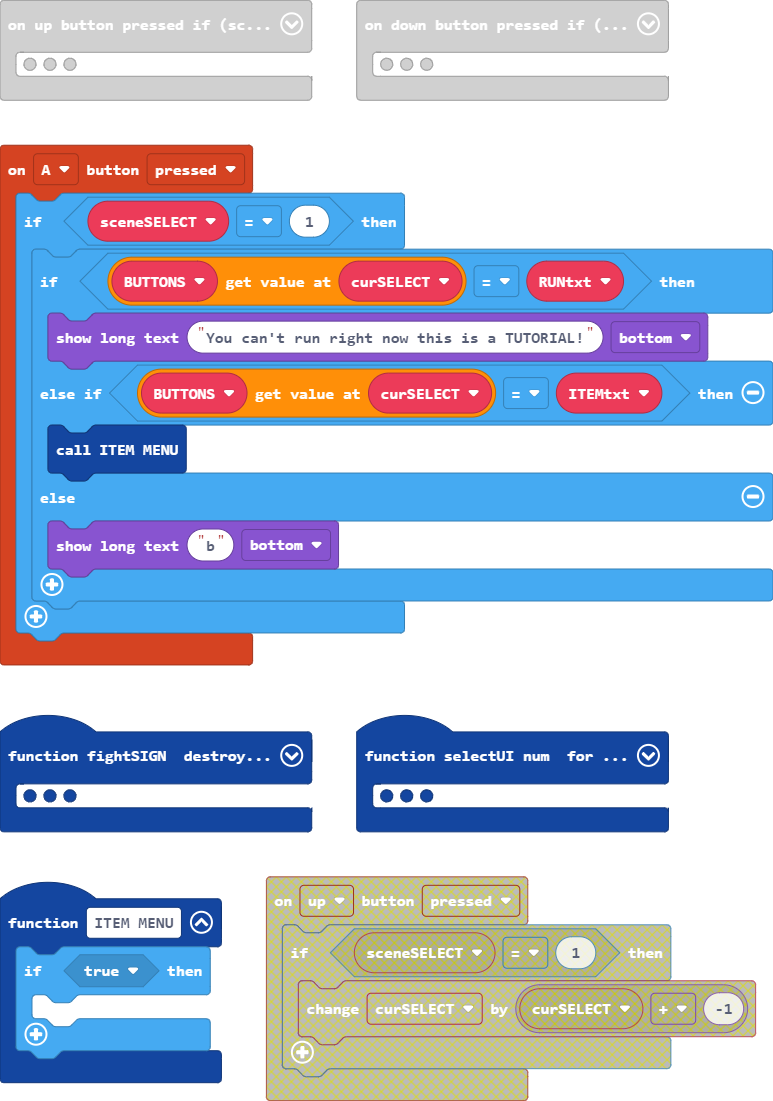 on up button pressed if (sc...
on down button pressed if (...
on A button pressed
if sceneSELECT = 1 then
if BUTTONS get value at curSELECT = RUNtxt then
show long text "You can't run right now this is a TUTORIAL!" bottom
else if BUTTONS get value at curSELECT = ITEMtxt then
call ITEM MENU
else
show long text "b" bottom
function fightSIGN destroy...
function selectUI num for ...
function ITEM MENU
if true then
on up button pressed
if sceneSELECT = 1 then
change curSELECT by curSELECT + -1